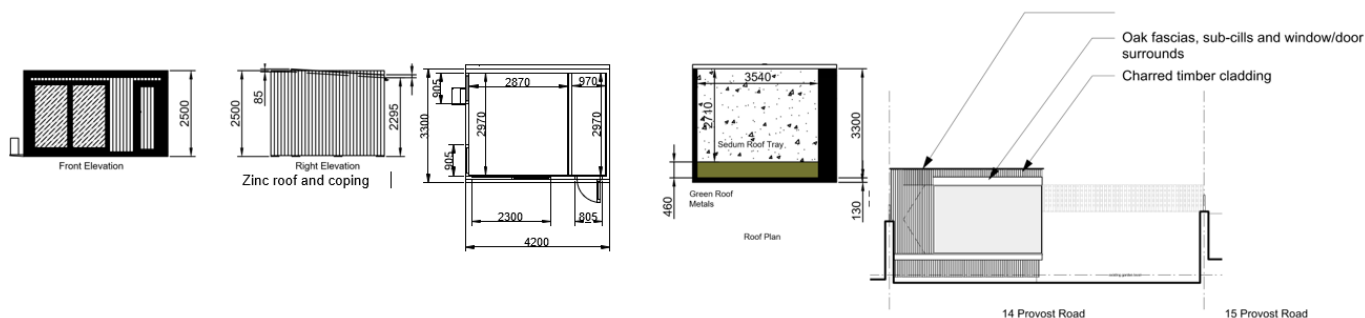 Oak fascias, sub-cills and window/door
surrounds
Charred timber cladding
2500
Front Elevation
2500
85
2295
Right Elevation
Zinc roof and coping
905
905
3300
2870
970
2970
2970
2300
805
4200
3540
2710
Sedum Roof Tray
3300
460
130
Green Roof
Metals
Roof Plan
14 Provost Road
15 Provost Road